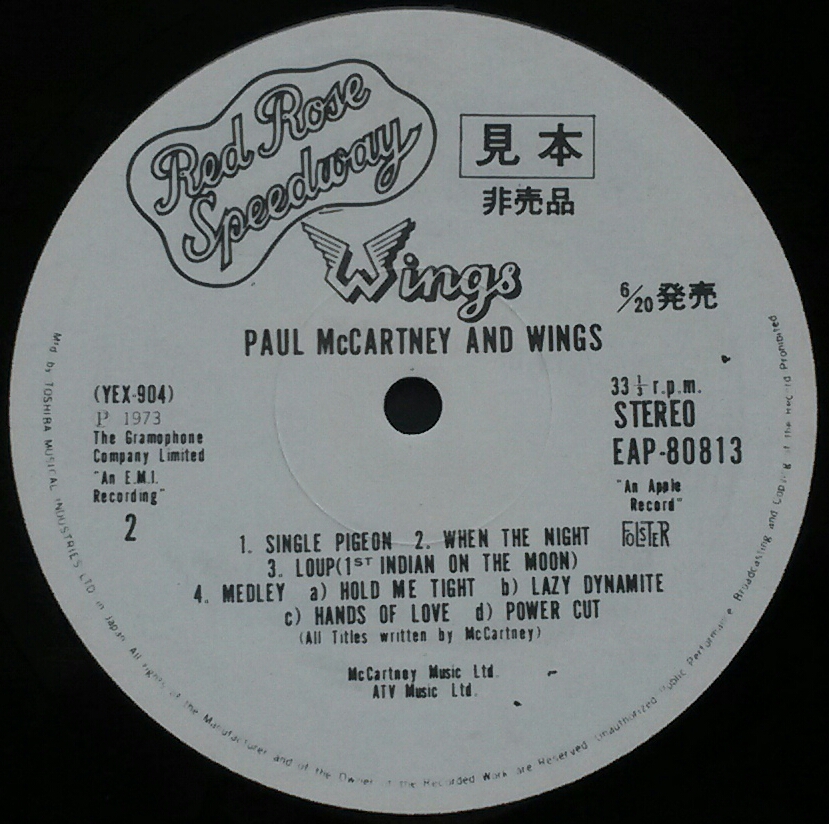 Red Rose
Speedway
見本
非売品
Wings
6/20発売
PAUL McCARTNEY AND WINGS
(YEX-904)
P 1973
The Gramophone
Company Limited
"An E.M.I.
Recording"
2
33 1/3 r.p.m.
STEREO
EAP-80813
"An Apple
Record"
FOLSTER
1. SINGLE PIGEON 2. WHEN THE NIGHT
3. LOUP(1ST INDIAN ON THE MOON)
4. MEDLEY a) HOLD ME TIGHT b) LAZY DYNAMITE
c) HANDS OF LOVE d) POWER CUT
(All Titles written by McCartney)
McCartney Music Ltd.
ATV Music Ltd.
Mfg by TOSHIBA MUSICAL INDUSTRIES LTD in Japan All rights of the Manufacturer and of the Owner of the Recorded Work are Reserved Unauthorized Public Performance Broadcasting and Copying of the Record Prohibited